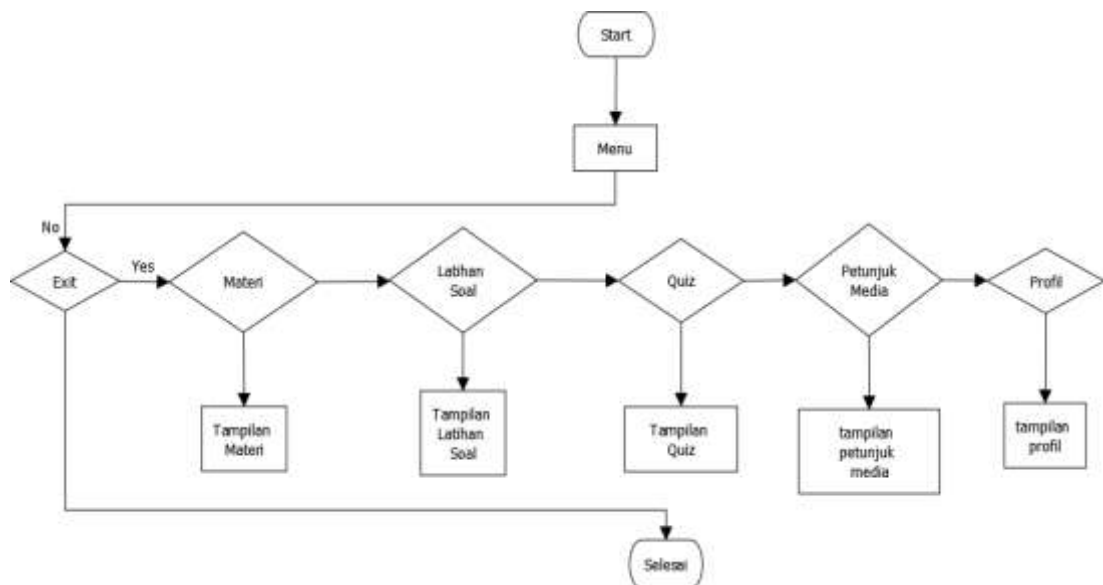 Start
Menu
No
Exit
Yes
Materi
Latihan
Soal
Quiz
Petunjuk
Media
Profil
Tampilan
Materi
Tampilan
Latihan
Soal
Tampilan
Quiz
tampilan
petunjuk
media
tampilan
profil
Selesai